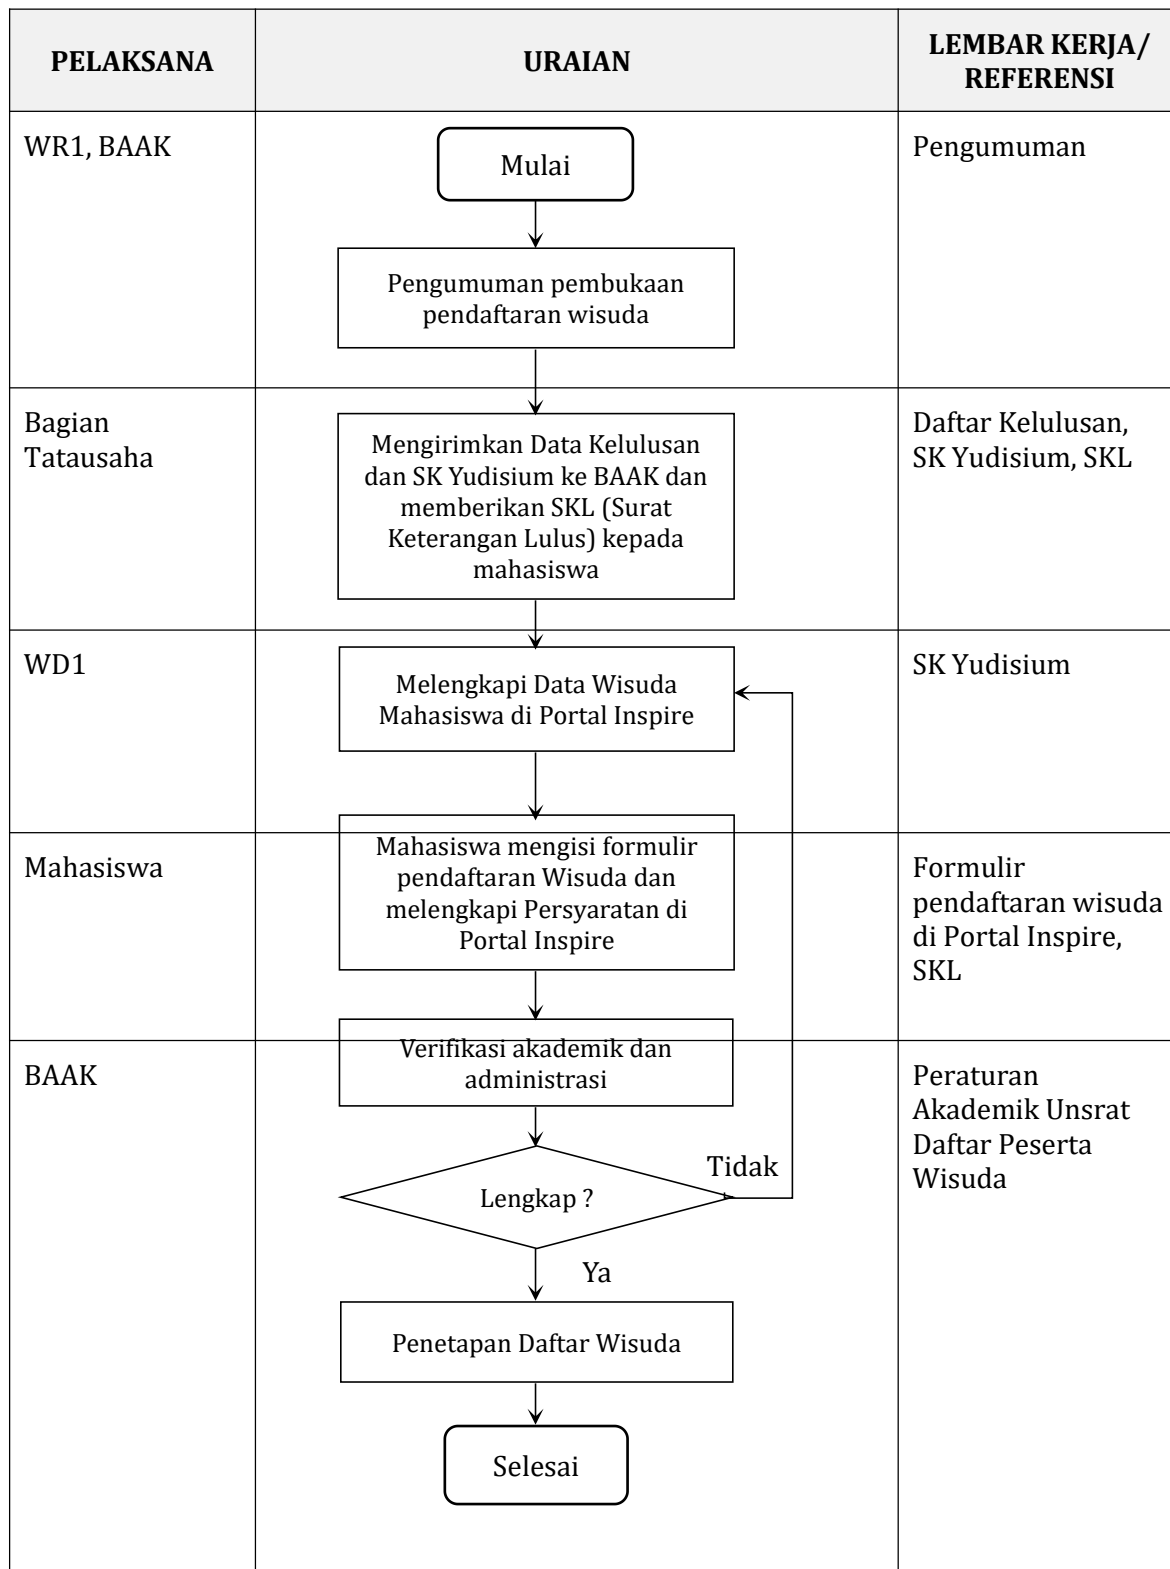 PELAKSANA
URAIAN
LEMBAR KERJA/
REFERENSI
WR1, BAAK
Mulai
Pengumuman pembukaan
pendaftaran wisuda
Pengumuman
Bagian
Tatausaha
Mengirimkan Data Kelulusan
dan SK Yudisium ke BAAK dan
memberikan SKL (Surat
Keterangan Lulus) kepada
mahasiswa
Daftar Kelulusan,
SK Yudisium, SKL
WD1
Melengkapi Data Wisuda
Mahasiswa di Portal Inspire
SK Yudisium
Mahasiswa
Mahasiswa mengisi formulir
pendaftaran Wisuda dan
melengkapi Persyaratan di
Portal Inspire
Formulir
pendaftaran wisuda
di Portal Inspire,
SKL
BAAK
Verifikasi akademik dan
administrasi
Lengkap ?
Tidak
Ya
Penetapan Daftar Wisuda
Selesai
Peraturan
Akademik Unsrat
Daftar Peserta
Wisuda